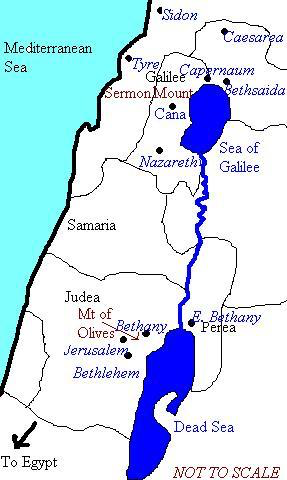 Sidon
Mediterranean
Sea
Caesarea
Tyre
Galilee
Capernaum
Sermon Mount
Bethsaida
Cana
Nazareth
Sea of
Galilee
Samaria
Judea
Mt of
Olives
Bethany
E. Bethany
Perea
Jerusalem
Bethlehem
Dead Sea
To Egypt
NOT TO SCALE